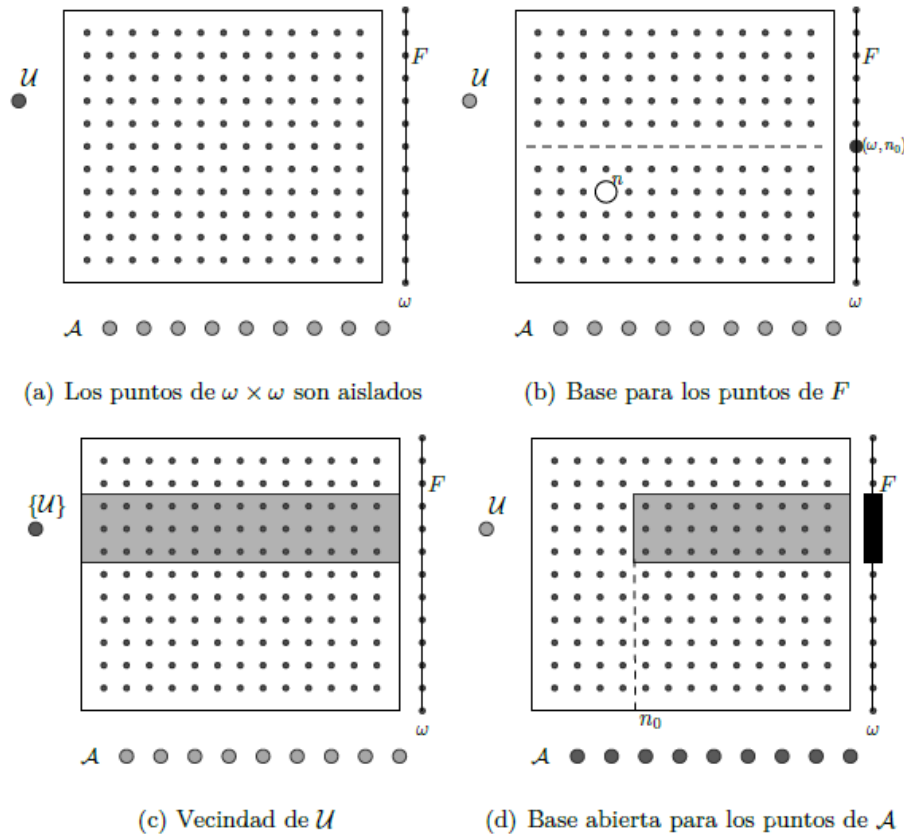 F
𝒰
ω
𝒜
(a) Los puntos de ω × ω son aislados
F
𝒰
(ω, n₀)
n
ω
𝒜
(b) Base para los puntos de F
F
{𝒰}
ω
𝒜
(c) Vecindad de 𝒰
F
𝒰
n₀
ω
𝒜
(d) Base abierta para los puntos de 𝒜